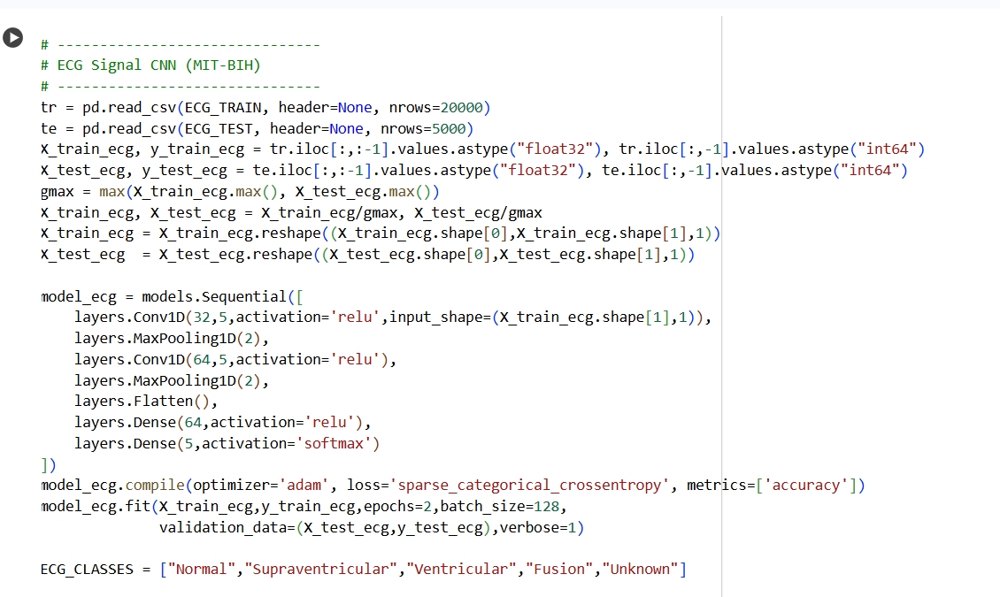 # -------------------------------
# ECG Signal CNN (MIT-BIH)
# -------------------------------
tr = pd.read_csv(ECG_TRAIN, header=None, nrows=20000)
te = pd.read_csv(ECG_TEST, header=None, nrows=5000)
X_train_ecg, y_train_ecg = tr.iloc[:,:-1].values.astype("float32"), tr.iloc[:,-1].values.astype("int64")
X_test_ecg, y_test_ecg = te.iloc[:,:-1].values.astype("float32"), te.iloc[:,-1].values.astype("int64")
gmax = max(X_train_ecg.max(), X_test_ecg.max())
X_train_ecg, X_test_ecg = X_train_ecg/gmax, X_test_ecg/gmax
X_train_ecg = X_train_ecg.reshape((X_train_ecg.shape[0],X_train_ecg.shape[1],1))
X_test_ecg  = X_test_ecg.reshape((X_test_ecg.shape[0],X_test_ecg.shape[1],1))

model_ecg = models.Sequential([
    layers.Conv1D(32,5,activation='relu',input_shape=(X_train_ecg.shape[1],1)),
    layers.MaxPooling1D(2),
    layers.Conv1D(64,5,activation='relu'),
    layers.MaxPooling1D(2),
    layers.Flatten(),
    layers.Dense(64,activation='relu'),
    layers.Dense(5,activation='softmax')
])
model_ecg.compile(optimizer='adam', loss='sparse_categorical_crossentropy', metrics=['accuracy'])
model_ecg.fit(X_train_ecg,y_train_ecg,epochs=2,batch_size=128,
              validation_data=(X_test_ecg,y_test_ecg),verbose=1)

ECG_CLASSES = ["Normal","Supraventricular","Ventricular","Fusion","Unknown"]